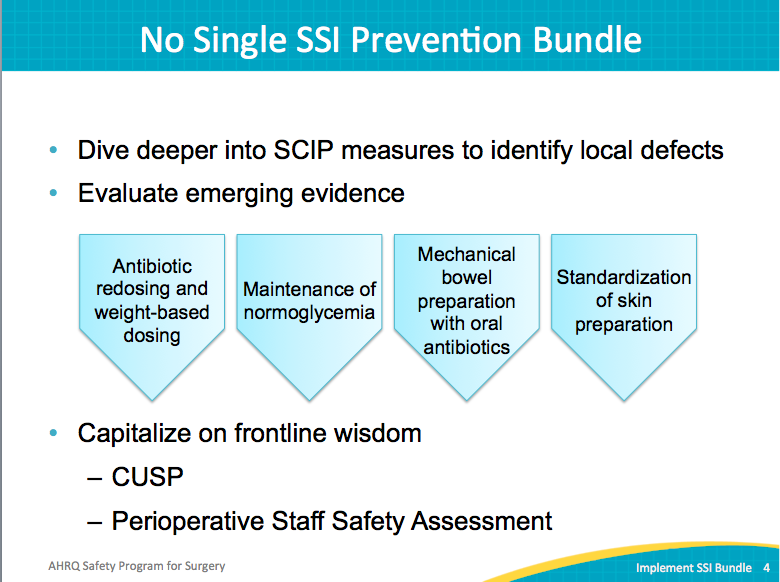 No Single SSI Prevention Bundle
• Dive deeper into SCIP measures to identify local defects
• Evaluate emerging evidence
Antibiotic
redosing and
weight-based
dosing
Maintenance of
normoglycemia
Mechanical
bowel
preparation
with oral
antibiotics
Standardization
of skin
preparation
• Capitalize on frontline wisdom
– CUSP
– Perioperative Staff Safety Assessment
AHRQ Safety Program for Surgery
Implement SSI Bundle 4